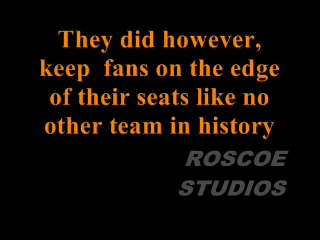 They did however,
keep  fans on the edge
of their seats like no
other team in history
ROSCOE
STUDIOS